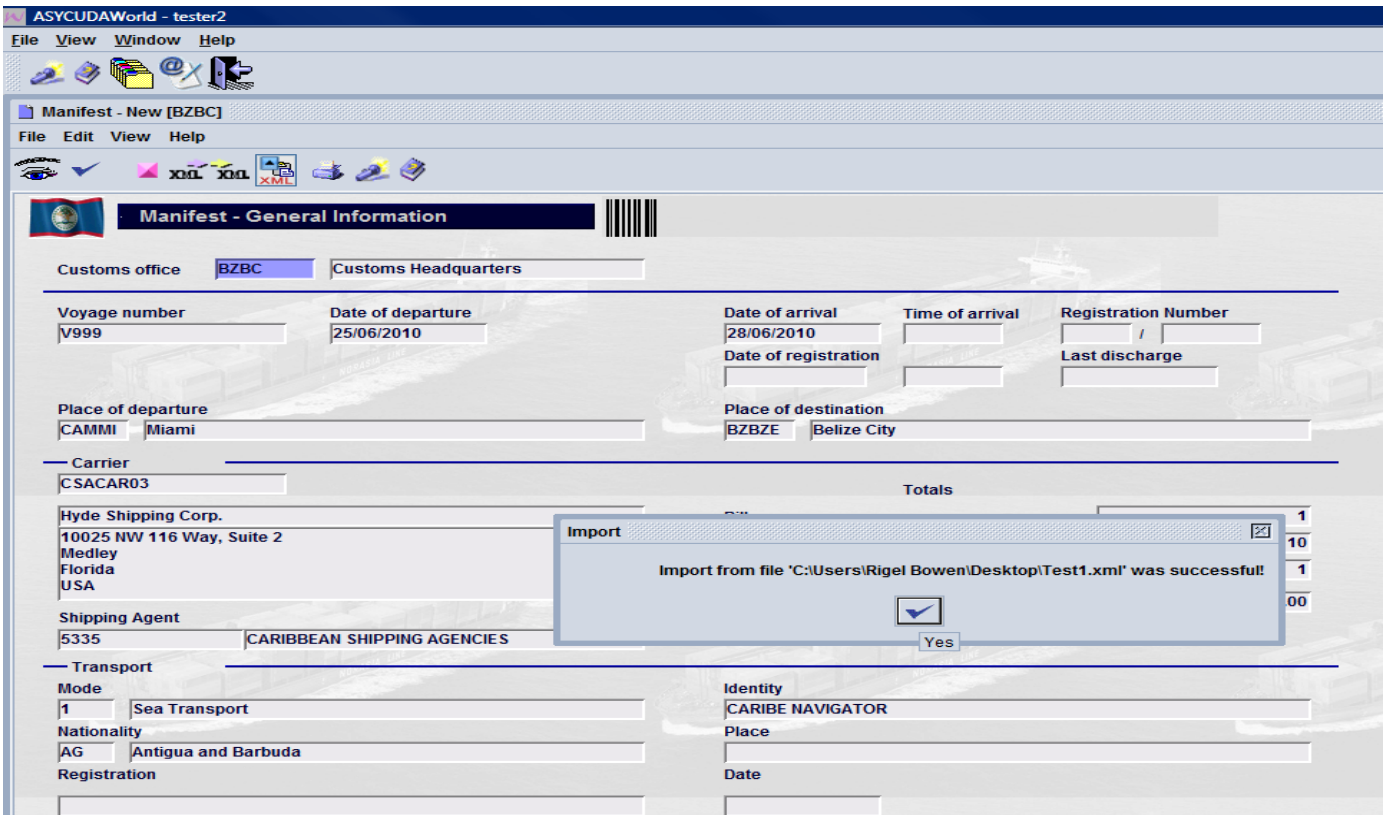 ASYCUDAWorld - tester2
File View Window Help
Manifest - New [BZBC]
File Edit View Help
XML
Manifest - General Information
Customs office BZBC Customs Headquarters
Voyage number Date of departure Date of arrival Time of arrival Registration Number
V999 25/06/2010 28/06/2010 /
Date of registration Last discharge
Place of departure Place of destination
CAMMI Miami BZBZE Belize City
Carrier
CSACAR03
Totals
Hyde Shipping Corp. 1
10025 NW 116 Way, Suite 2
Medley
Florida
USA
10
1
.00
Import
Import from file 'C:\Users\Rigel Bowen\Desktop\Test1.xml' was successful!
Yes
Shipping Agent
5335 CARIBBEAN SHIPPING AGENCIES
Transport
Mode Identity
1 Sea Transport CARIBE NAVIGATOR
Nationality Place
AG Antigua and Barbuda
Registration Date